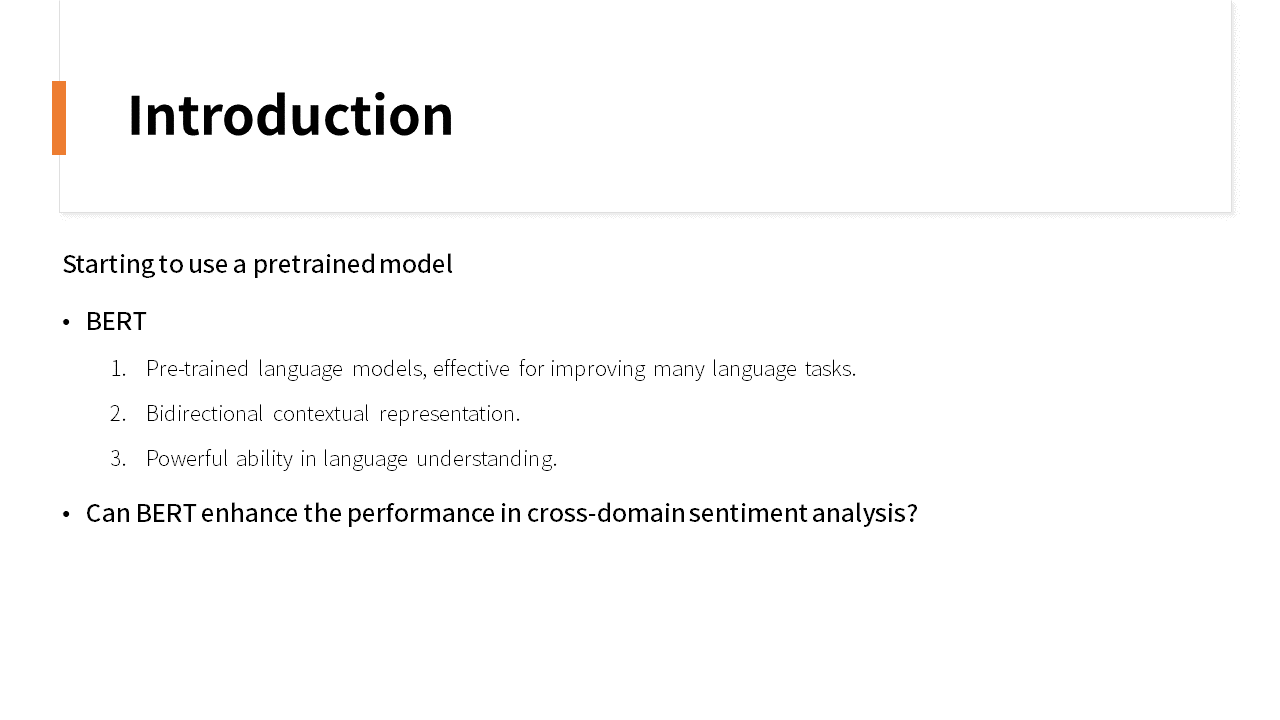 Introduction
Starting to use a pretrained model
• BERT
1. Pre-trained language models, effective for improving many language tasks.
2. Bidirectional contextual representation.
3. Powerful ability in language understanding.
• Can BERT enhance the performance in cross-domain sentiment analysis?